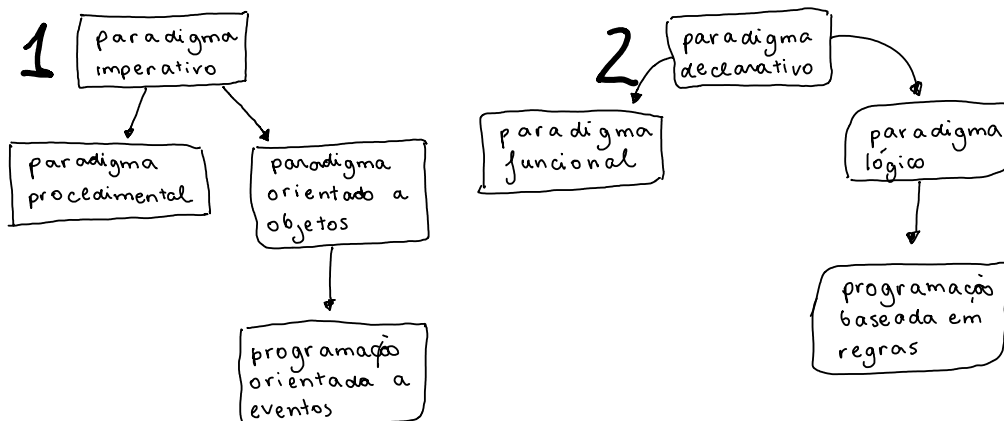 1
paradigma
imperativo
paradigma
procedimental
paradigma
orientado a
objetos
programação
orientada a
eventos
2
paradigma
declarativo
paradigma
funcional
paradigma
lógico
programação
baseada em
regras